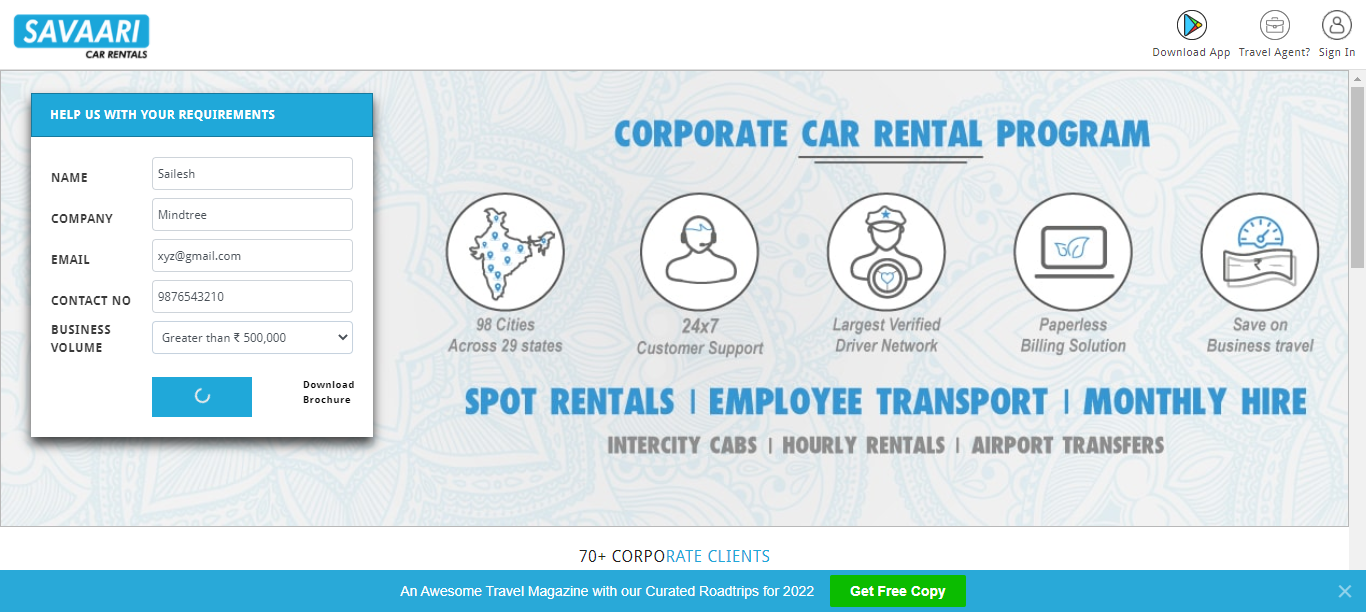 SAVAARI
CAR RENTALS
Download App
Travel Agent?
Sign In
HELP US WITH YOUR REQUIREMENTS
NAME
Sailesh
COMPANY
Mindtree
EMAIL
xyz@gmail.com
CONTACT NO
9876543210
BUSINESS
VOLUME
Greater than ₹ 500,000
Download
Brochure
CORPORATE CAR RENTAL PROGRAM
98 Cities
Across 29 states
24x7
Customer Support
Largest Verified
Driver Network
Paperless
Billing Solution
₹
Save on
Business travel
SPOT RENTALS | EMPLOYEE TRANSPORT | MONTHLY HIRE
INTERCITY CABS | HOURLY RENTALS | AIRPORT TRANSFERS
70+ CORPORATE CLIENTS
An Awesome Travel Magazine with our Curated Roadtrips for 2022
Get Free Copy